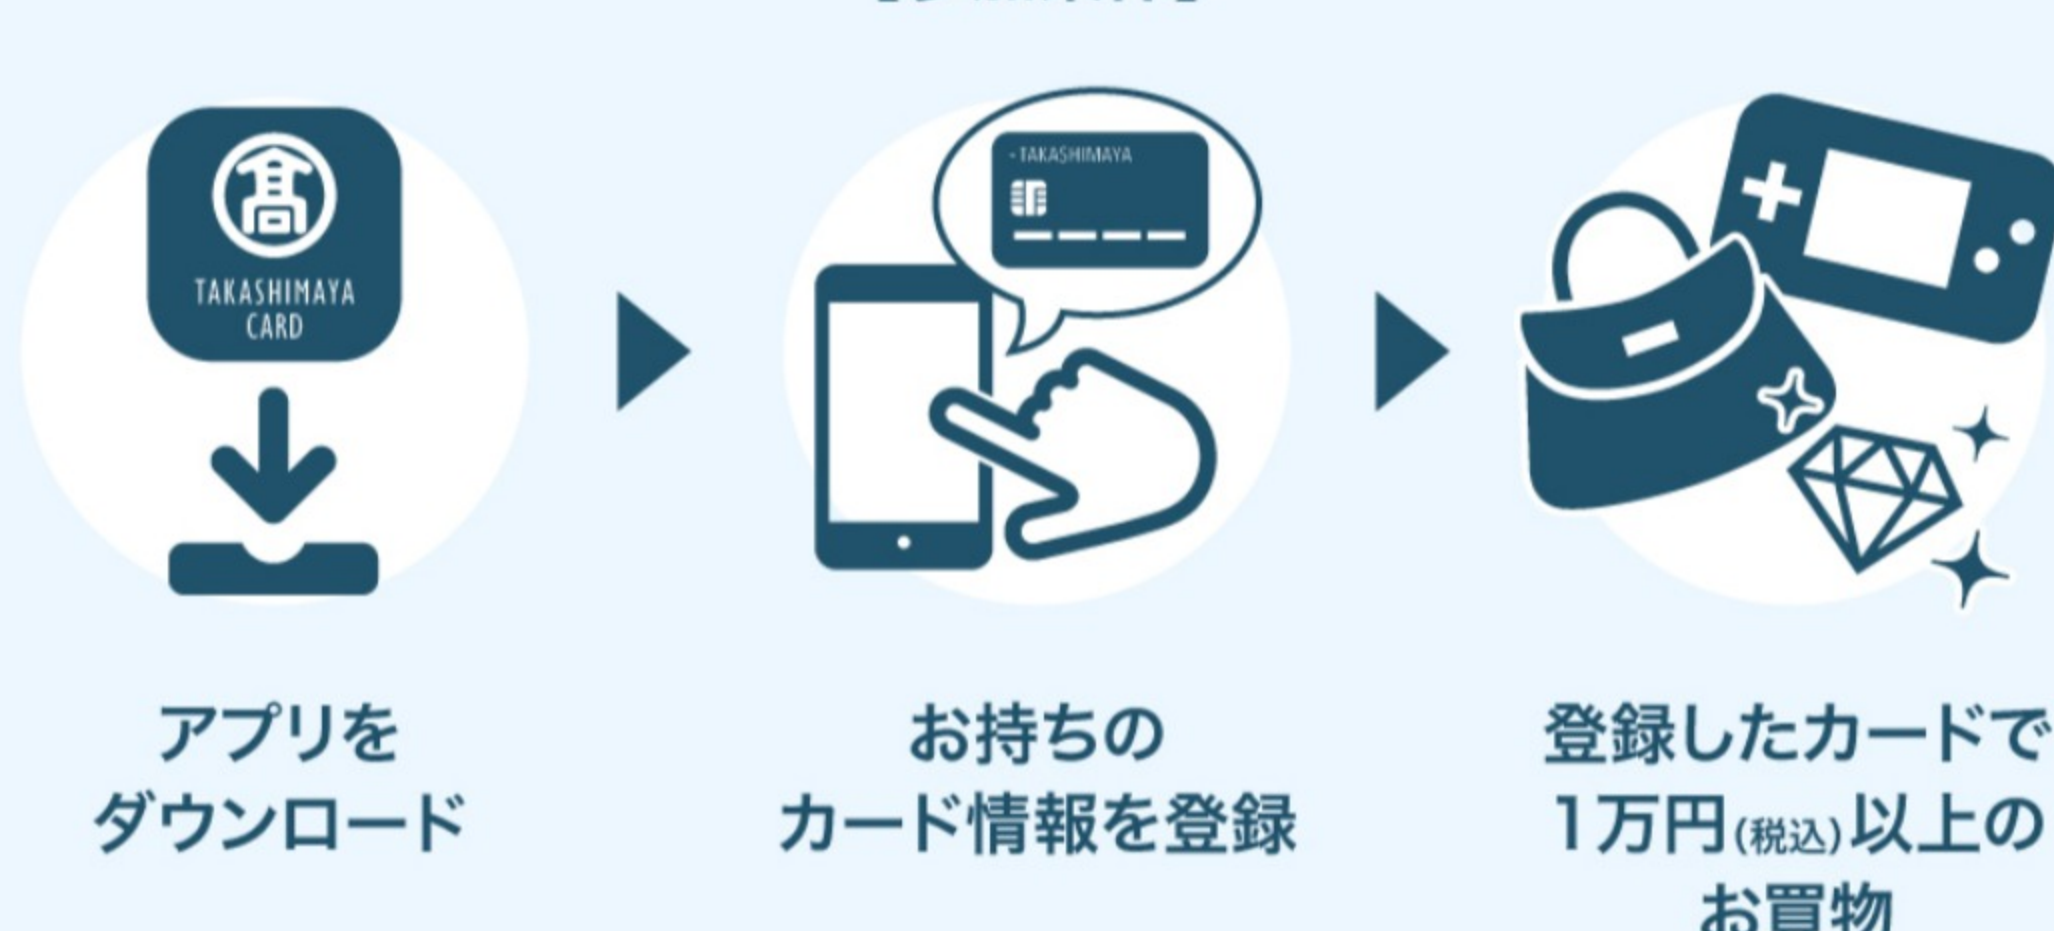 高
TAKASHIMAYA
CARD
-TAKASHIMAYA
アプリを
ダウンロード
お持ちの
カード情報を登録
登録したカードで
1万円(税込)以上の
お買物